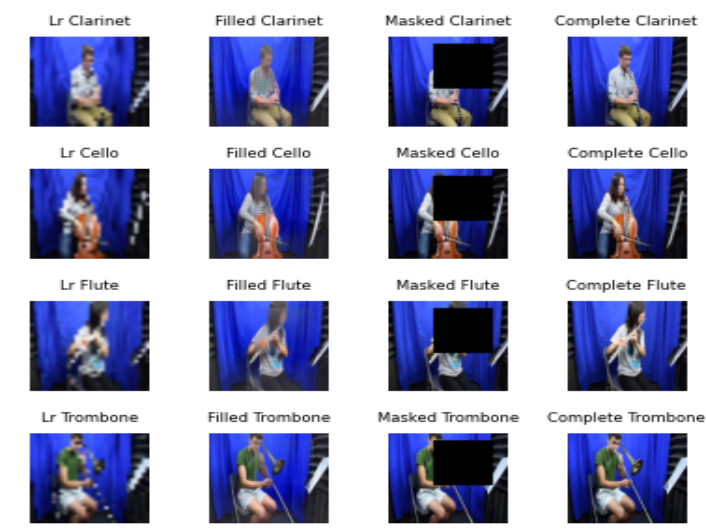 Lr Clarinet Filled Clarinet Masked Clarinet Complete Clarinet
Lr Cello Filled Cello Masked Cello Complete Cello
Lr Flute Filled Flute Masked Flute Complete Flute
Lr Trombone Filled Trombone Masked Trombone Complete Trombone